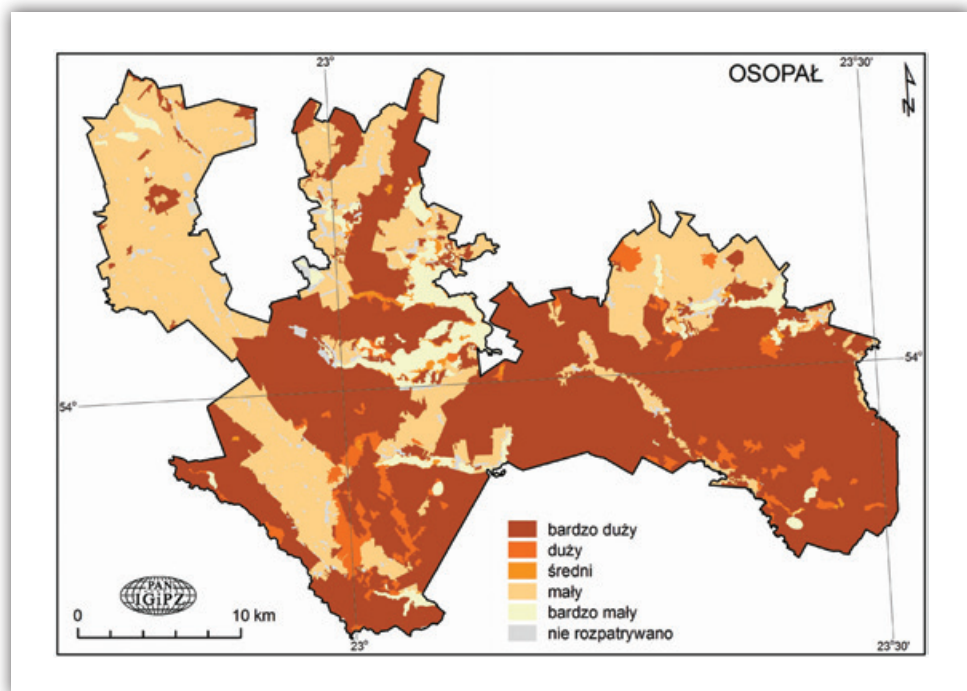 23°
23°30'
OSOPAŁ
N
54°
54°
bardzo duży
duży
średni
mały
bardzo mały
nie rozpatrywano
PAN
IGiPZ
0 10 km
23°
23°30'